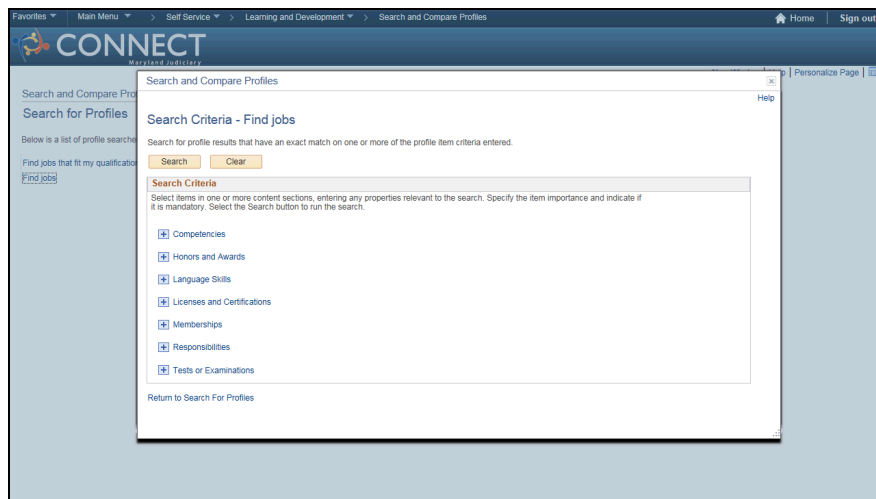 Favorites Main Menu > Self Service > Learning and Development > Search and Compare Profiles Home Sign out
CONNECT
Maryland Judiciary
Personalize Page
Search and Compare Profiles
Help
Search and Compare Pro
Search for Profiles
Below is a list of profile searche
Find jobs that fit my qualification
Find jobs
Search Criteria - Find jobs
Search for profile results that have an exact match on one or more of the profile item criteria entered.
Search Clear
Search Criteria
Select items in one or more content sections, entering any properties relevant to the search. Specify the item importance and indicate if
it is mandatory. Select the Search button to run the search.
Competencies
Honors and Awards
Language Skills
Licenses and Certifications
Memberships
Responsibilities
Tests or Examinations
Return to Search For Profiles